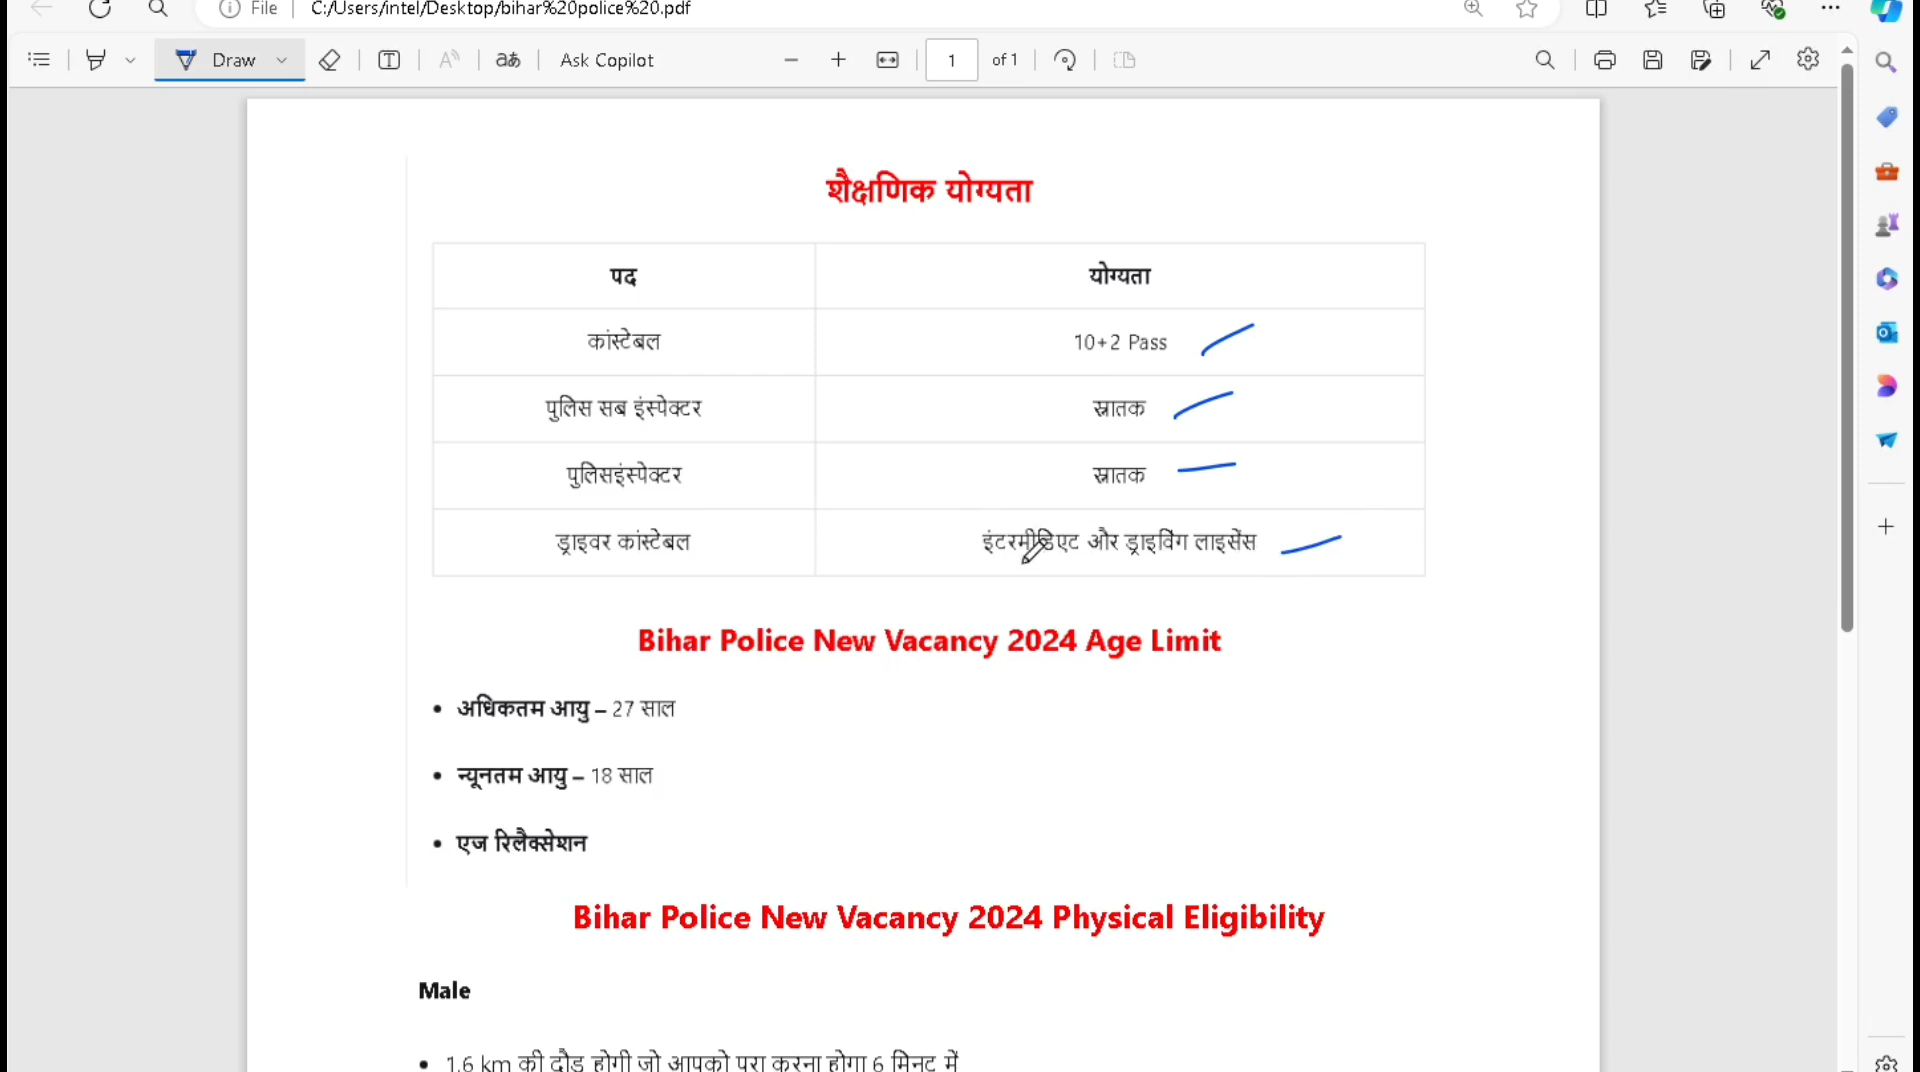 File | C:/Users/intel/Desktop/bihar%20police%20.pdf
Draw
Ask Copilot
1 of 1
शैक्षणिक योग्यता
पद योग्यता
कांस्टेबल 10+2 Pass
पुलिस सब इंस्पेक्टर स्नातक
पुलिसइंस्पेक्टर स्नातक
ड्राइवर कांस्टेबल इंटरमीडिएट और ड्राइविंग लाइसेंस
Bihar Police New Vacancy 2024 Age Limit
• अधिकतम आयु – 27 साल
• न्यूनतम आयु – 18 साल
• एज रिलैक्सेशन
Bihar Police New Vacancy 2024 Physical Eligibility
Male
• 1.6 km की दौड़ होगी जो आपको पूरा करना होगा 6 मिनट में